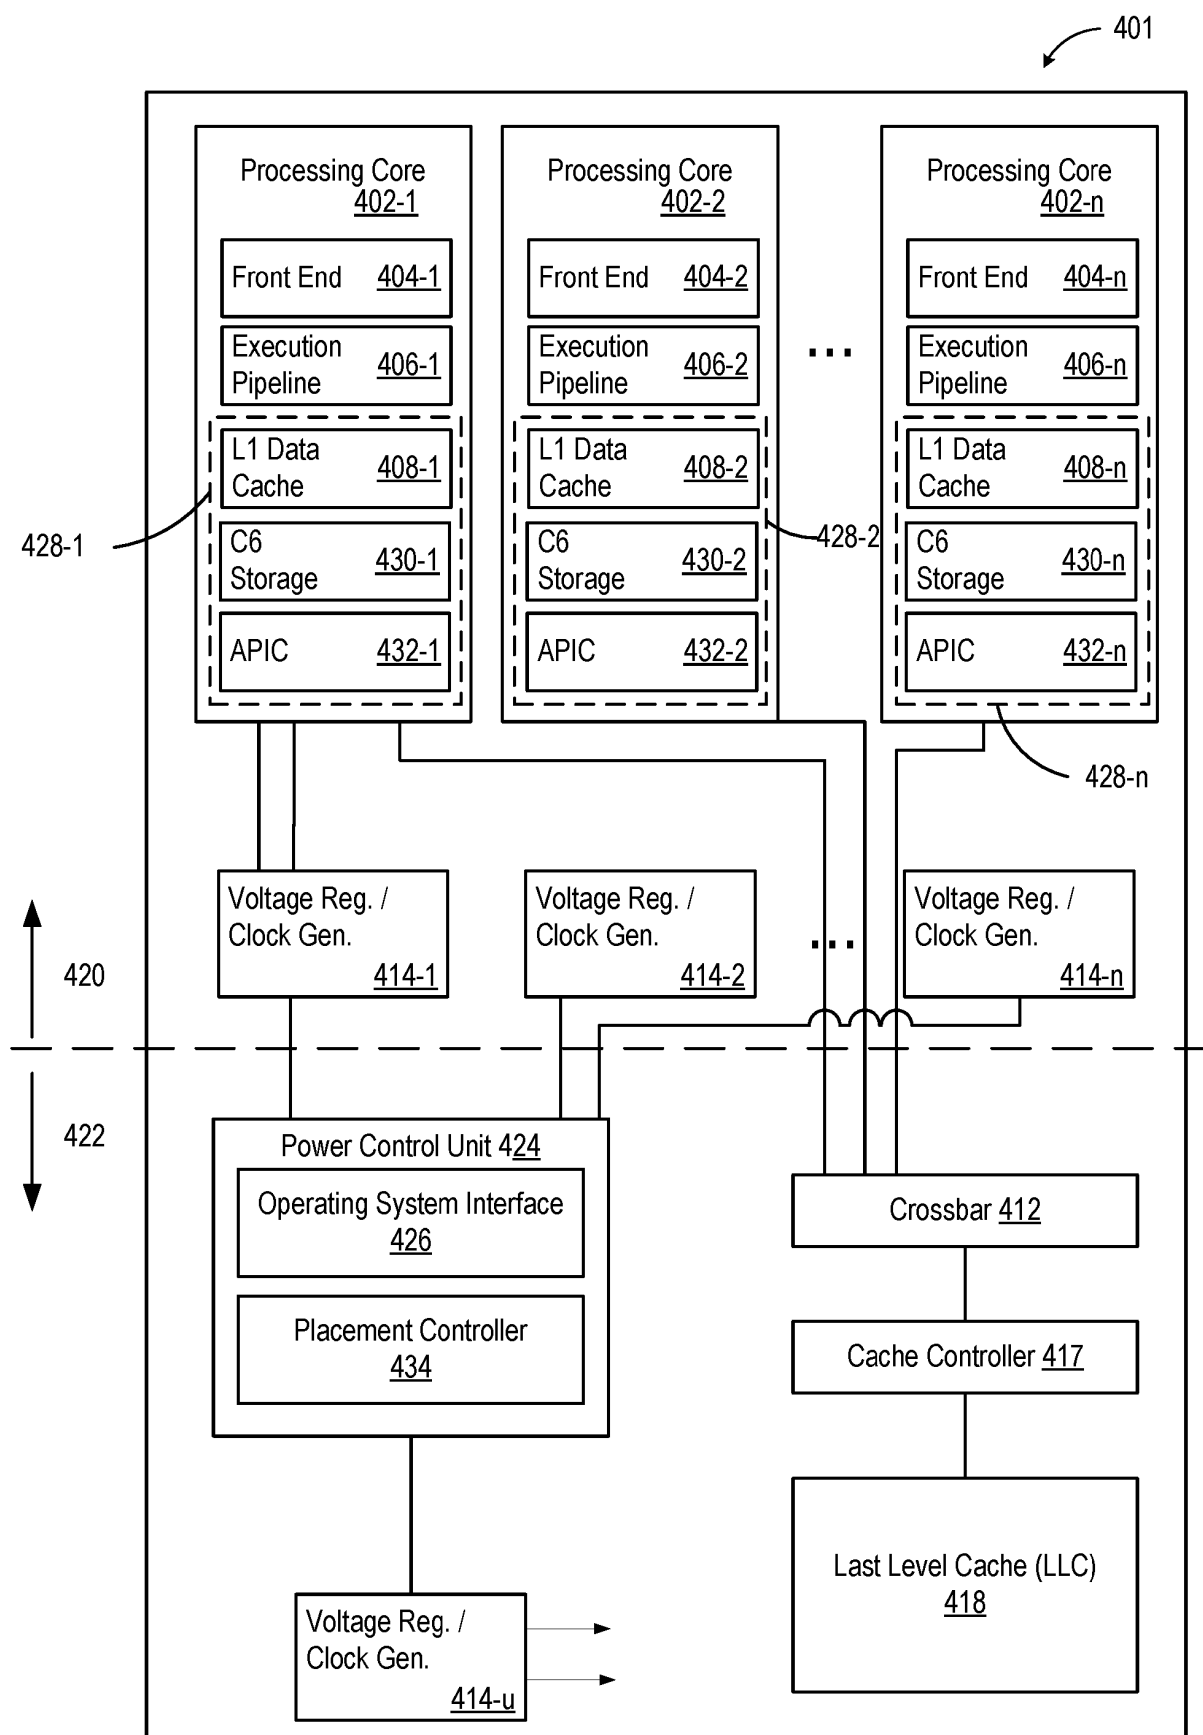 401
Processing Core
402-1
Front End 404-1
Execution
Pipeline 406-1
L1 Data
Cache 408-1
C6
Storage 430-1
APIC 432-1
428-1
Processing Core
402-2
Front End 404-2
Execution
Pipeline 406-2
L1 Data
Cache 408-2
C6
Storage 430-2
APIC 432-2
428-2
...
Processing Core
402-n
Front End 404-n
Execution
Pipeline 406-n
L1 Data
Cache 408-n
C6
Storage 430-n
APIC 432-n
428-n
Voltage Reg. /
Clock Gen.
414-1
Voltage Reg. /
Clock Gen.
414-2
...
Voltage Reg. /
Clock Gen.
414-n
420
422
Power Control Unit 424
Operating System Interface
426
Placement Controller
434
Crossbar 412
Cache Controller 417
Last Level Cache (LLC)
418
Voltage Reg. /
Clock Gen.
414-u